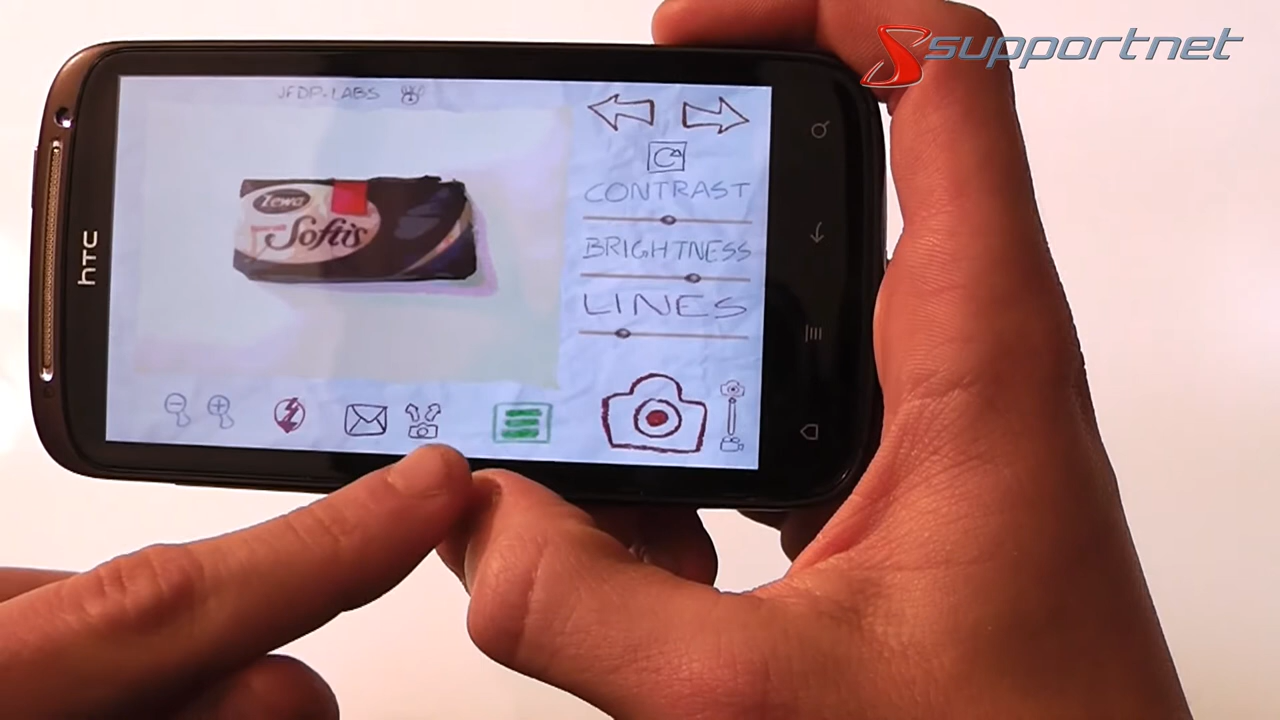 supportnet
JFDP-LABS
Zewa
Softis
CONTRAST
BRIGHTNESS
LINES
hTC